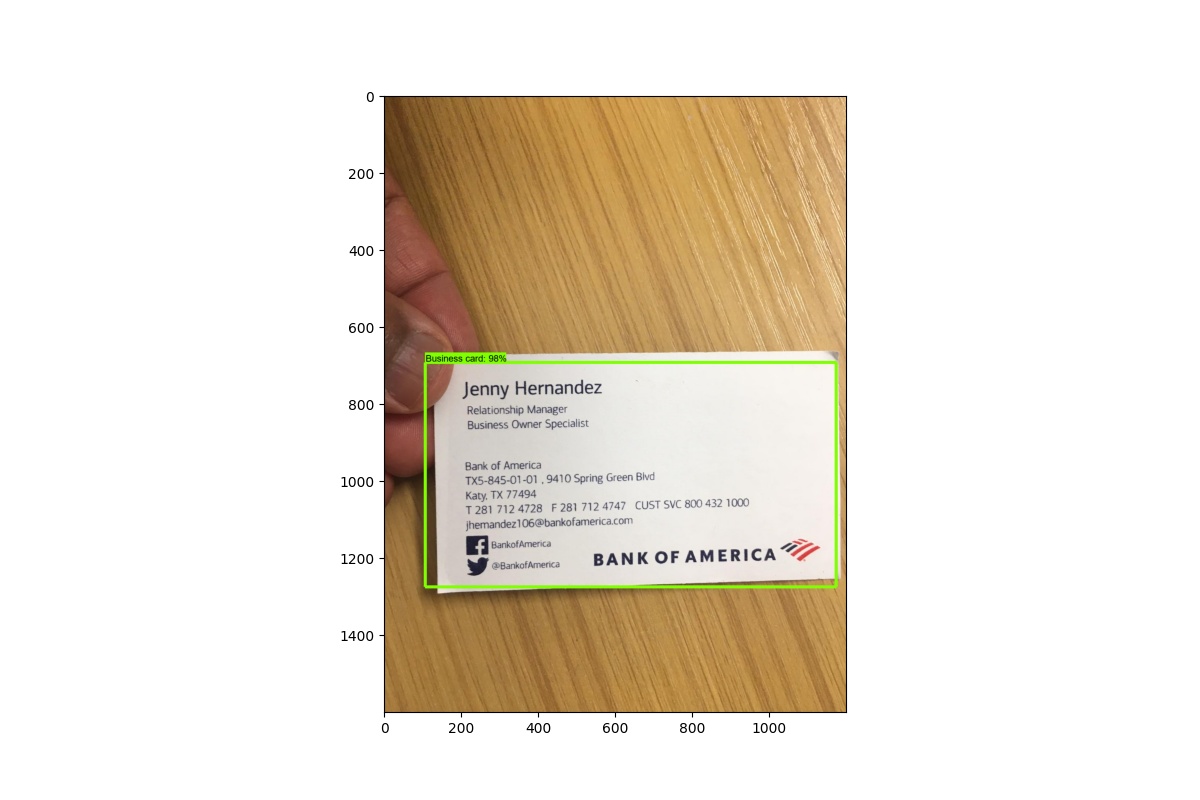 0
200
400
600
800
1000
1200
1400
Business card: 98%
Jenny Hernandez
Relationship Manager
Business Owner Specialist
Bank of America
TX5-845-01-01 , 9410 Spring Green Blvd
Katy, TX 77494
T 281 712 4728 F 281 712 4747 CUST SVC 800 432 1000
jhernandez106@bankofamerica.com
BankofAmerica
@BankofAmerica
BANK OF AMERICA
0 200 400 600 800 1000